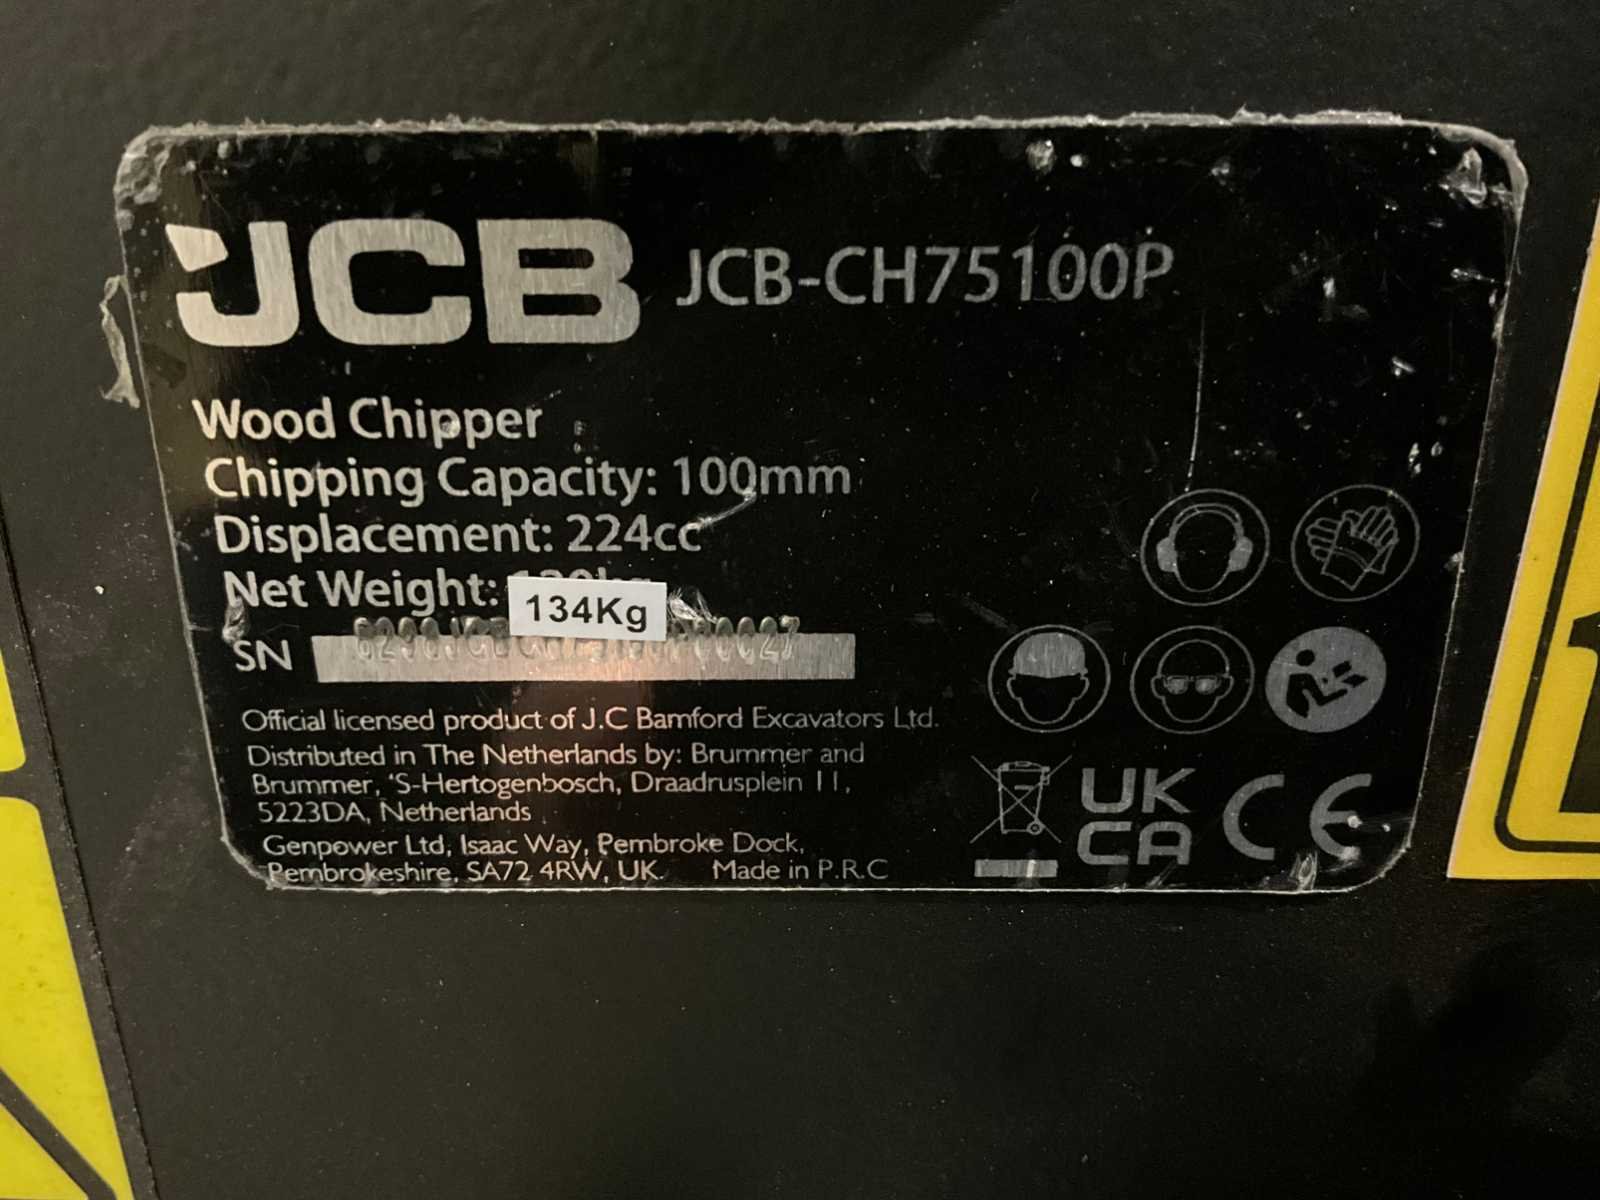 JCB JCB-CH75100P
Wood Chipper
Chipping Capacity: 100mm
Displacement: 224cc
Net Weight: 134Kg
SN
Official licensed product of J.C Bamford Excavators Ltd.
Distributed in The Netherlands by: Brummer and
Brummer, 'S-Hertogenbosch, Draadrusplein 11,
5223DA, Netherlands
Genpower Ltd, Isaac Way, Pembroke Dock,
Pembrokeshire, SA72 4RW, UK. Made in P.R.C
UK
CA CE